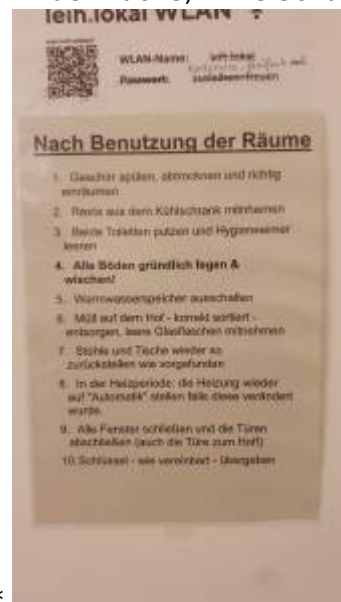 leih.lokal WLAN
WLAN-Name: leih.lokal
Passwort: ausleihen-freuen
Nach Benutzung der Räume
1. Geschirr spülen, abtrocknen und richtig
einräumen
2. Reste aus dem Kühlschrank mitnehmen
3. Beide Toiletten putzen und Hygieneeimer
leeren
4. Alle Böden gründlich fegen &
wischen!
5. Warmwasserspeicher ausschalten
6. Müll auf dem Hof - korrekt sortiert -
entsorgen, leere Glasflaschen mitnehmen
7. Stühle und Tische wieder so
zurückstellen wie vorgefunden
8. In der Heizperiode: die Heizung wieder
auf "Automatik" stellen falls diese verändert
wurde.
9. Alle Fenster schließen und die Türen
abschließen (auch die Türe zum Hof!)
10. Schlüssel - wie vereinbart - übergeben